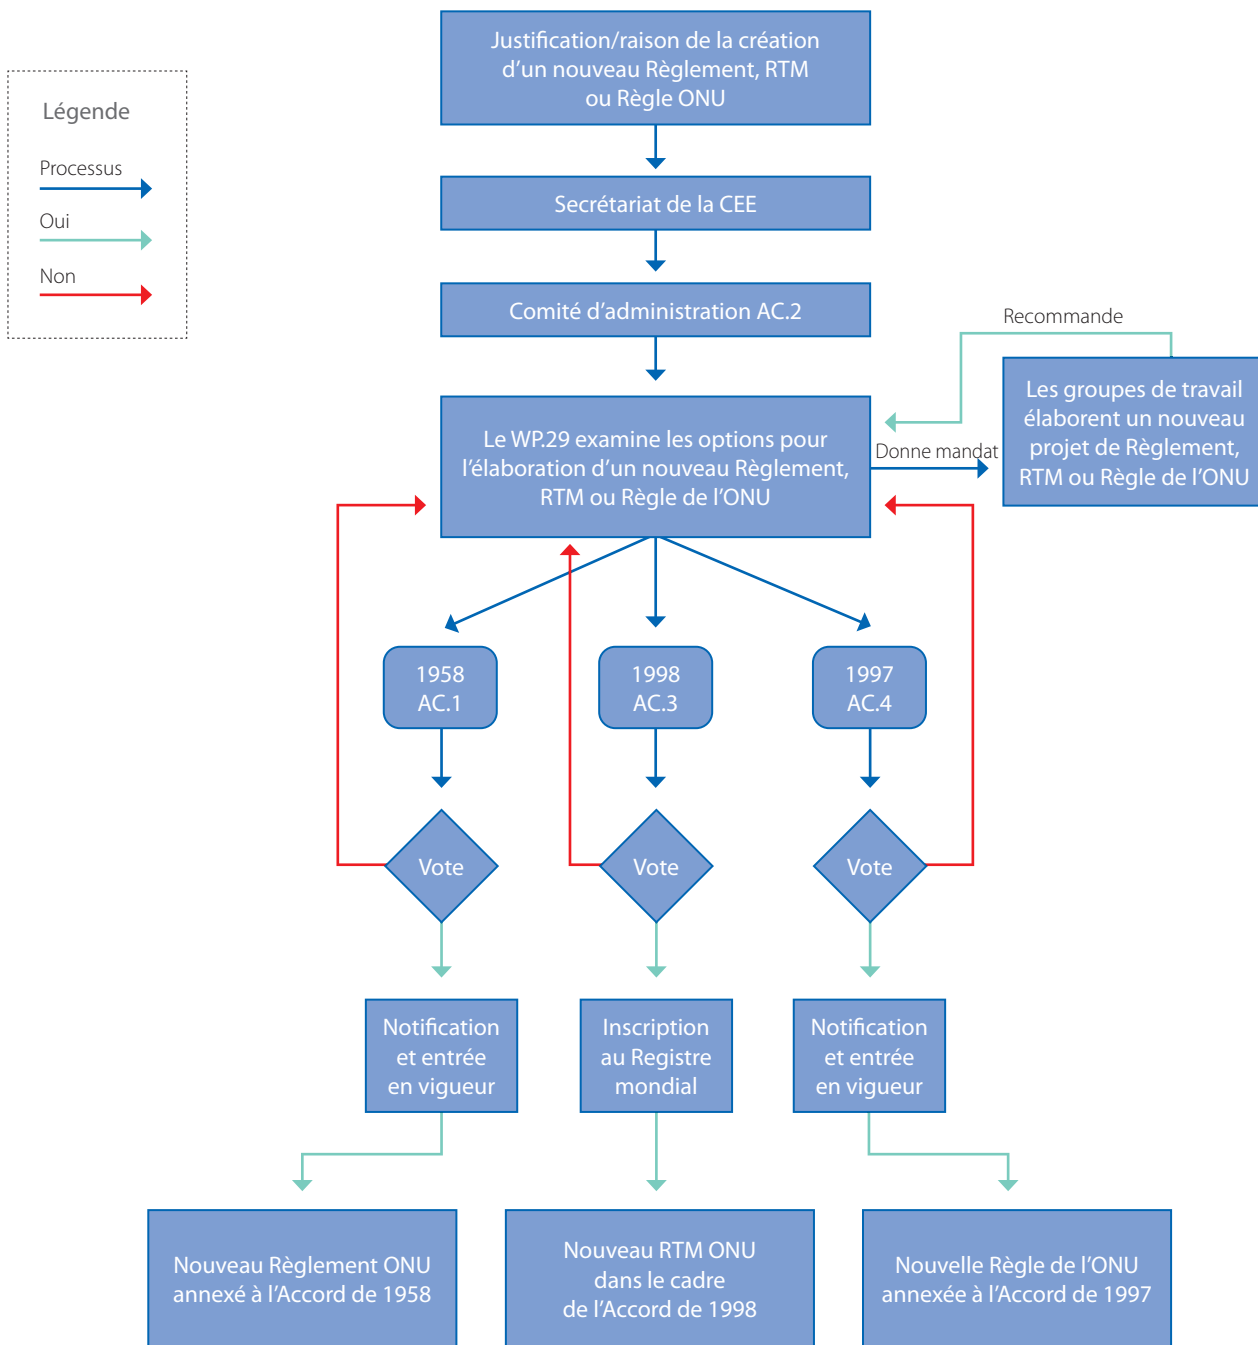 Justification/raison de la création
d’un nouveau Règlement, RTM
ou Règle ONU
Légende
Processus
Oui
Non
Secrétariat de la CEE
Comité d’administration AC.2
Recommande
Les groupes de travail
élaborent un nouveau
projet de Règlement,
RTM ou Règle de l’ONU
Le WP.29 examine les options pour
l’élaboration d’un nouveau Règlement,
RTM ou Règle de l’ONU
Donne mandat
1958
AC.1
1998
AC.3
1997
AC.4
Vote
Vote
Vote
Notification
et entrée
en vigueur
Inscription
au Registre
mondial
Notification
et entrée
en vigueur
Nouveau Règlement ONU
annexé à l’Accord de 1958
Nouveau RTM ONU
dans le cadre
de l’Accord de 1998
Nouvelle Règle de l’ONU
annexée à l’Accord de 1997